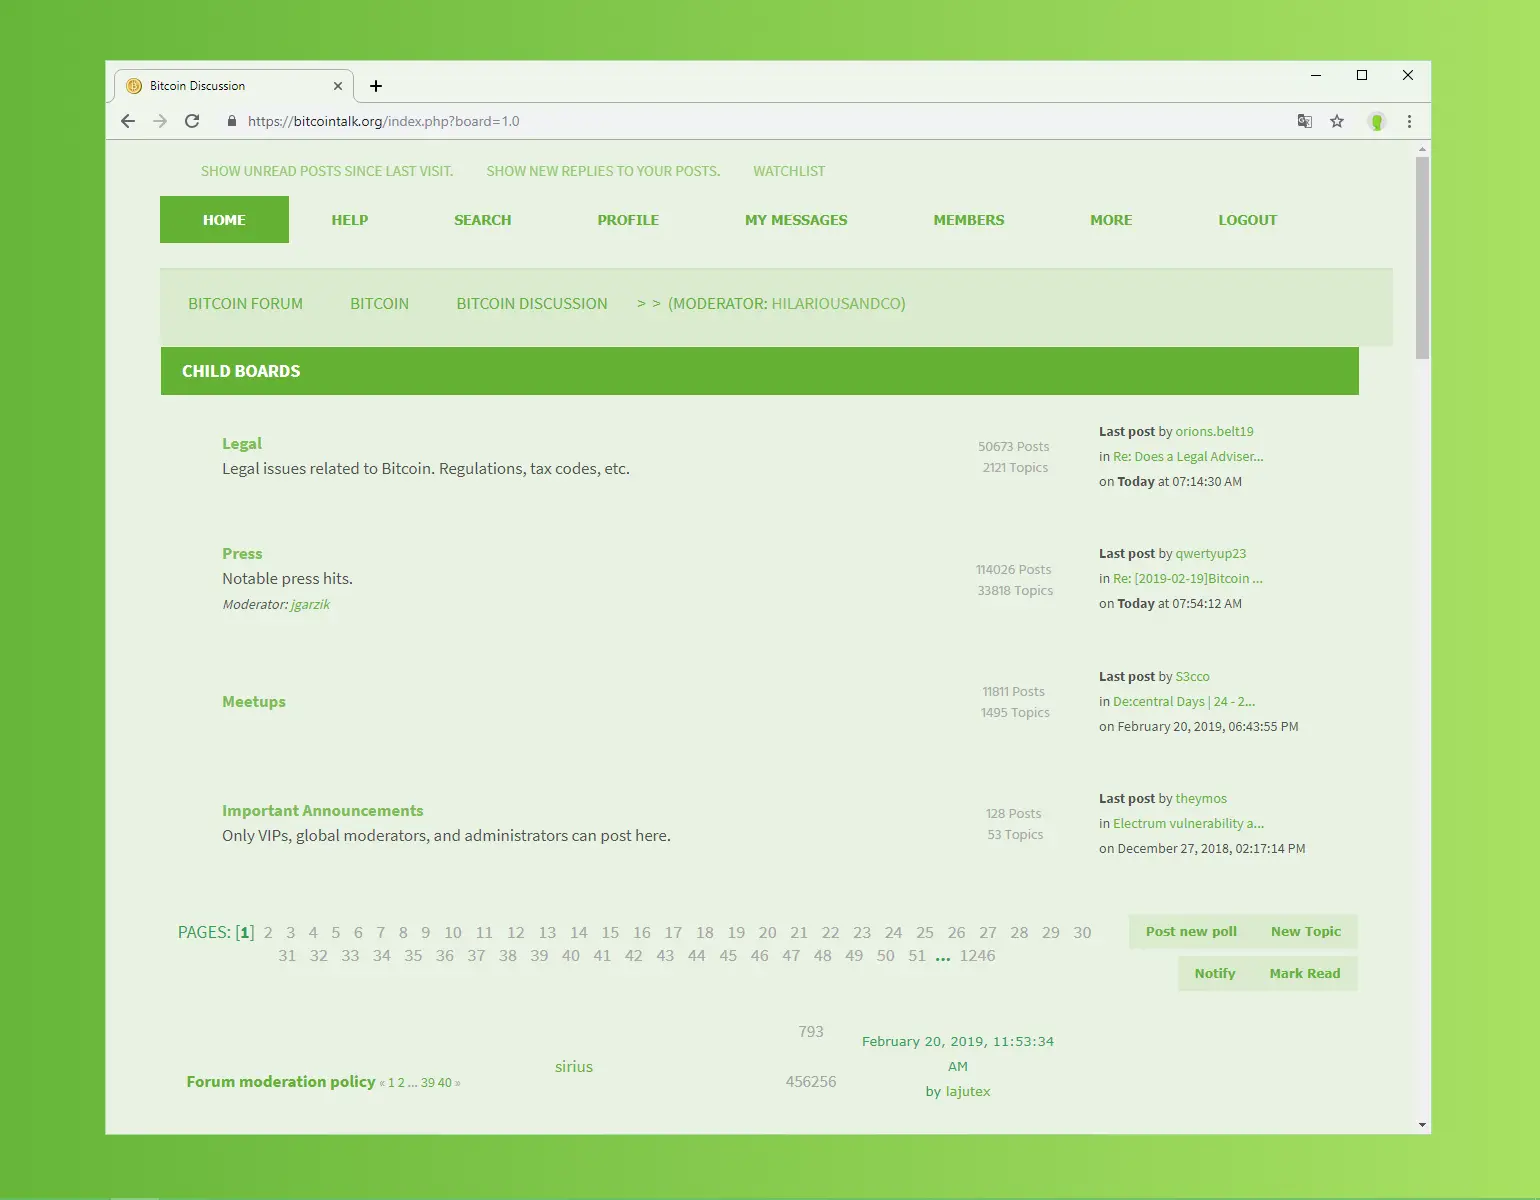 Bitcoin Discussion
https://bitcointalk.org/index.php?board=1.0
SHOW UNREAD POSTS SINCE LAST VISIT. SHOW NEW REPLIES TO YOUR POSTS. WATCHLIST
HOME HELP SEARCH PROFILE MY MESSAGES MEMBERS MORE LOGOUT
BITCOIN FORUM BITCOIN BITCOIN DISCUSSION > > (MODERATOR: HILARIOUSANDCO)
CHILD BOARDS
Legal
Legal issues related to Bitcoin. Regulations, tax codes, etc.
50673 Posts
2121 Topics
Last post by orions.belt19
in Re: Does a Legal Adviser...
on Today at 07:14:30 AM
Press
Notable press hits.
Moderator: jgarzik
114026 Posts
33818 Topics
Last post by qwertyup23
in Re: [2019-02-19]Bitcoin ...
on Today at 07:54:12 AM
Meetups
11811 Posts
1495 Topics
Last post by S3cco
in De:central Days | 24 - 2...
on February 20, 2019, 06:43:55 PM
Important Announcements
Only VIPs, global moderators, and administrators can post here.
128 Posts
53 Topics
Last post by theymos
in Electrum vulnerability a...
on December 27, 2018, 02:17:14 PM
PAGES: [1] 2 3 4 5 6 7 8 9 10 11 12 13 14 15 16 17 18 19 20 21 22 23 24 25 26 27 28 29 30
31 32 33 34 35 36 37 38 39 40 41 42 43 44 45 46 47 48 49 50 51 ... 1246
Post new poll New Topic
Notify Mark Read
Forum moderation policy « 1 2 ... 39 40 »
sirius
793
456256
February 20, 2019, 11:53:34
AM
by lajutex